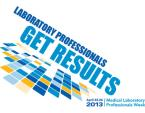 LABORATORY PROFESSIONALS
GET RESULTS
April 21-27
2013
Medical Laboratory
Professionals Week